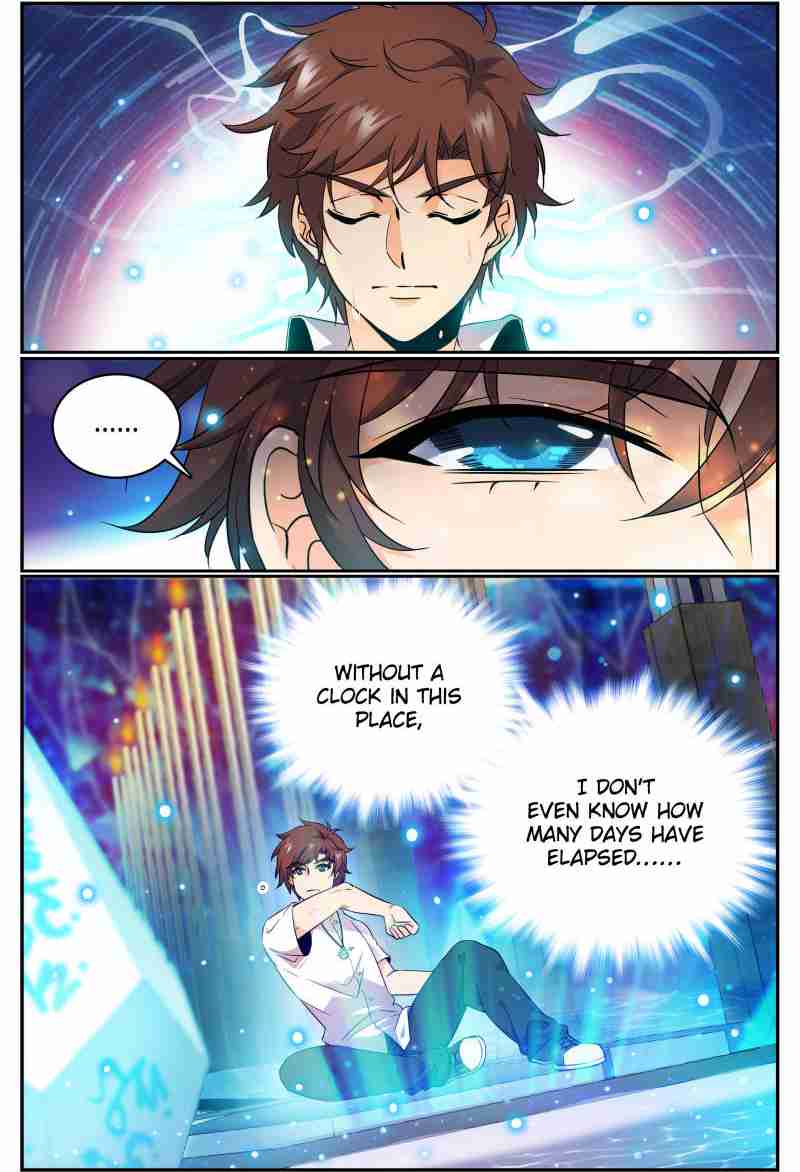 ......
WITHOUT A
CLOCK IN THIS
PLACE,
I DON'T
EVEN KNOW HOW
MANY DAYS HAVE
ELAPSED......